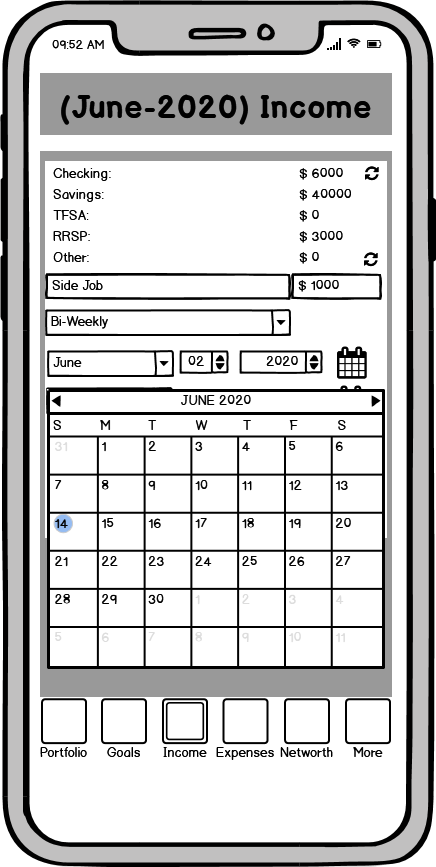 09:52 AM
(June-2020) Income
Checking: $ 6000
Savings: $ 40000
TFSA: $ 0
RRSP: $ 3000
Other: $ 0
Side Job $ 1000
Bi-Weekly
June 02 2020
JUNE 2020
S M T W T F S
31 1 2 3 4 5 6
7 8 9 10 11 12 13
14 15 16 17 18 19 20
21 22 23 24 25 26 27
28 29 30 1 2 3 4
5 6 7 8 9 10 11
Portfolio Goals Income Expenses Networth More